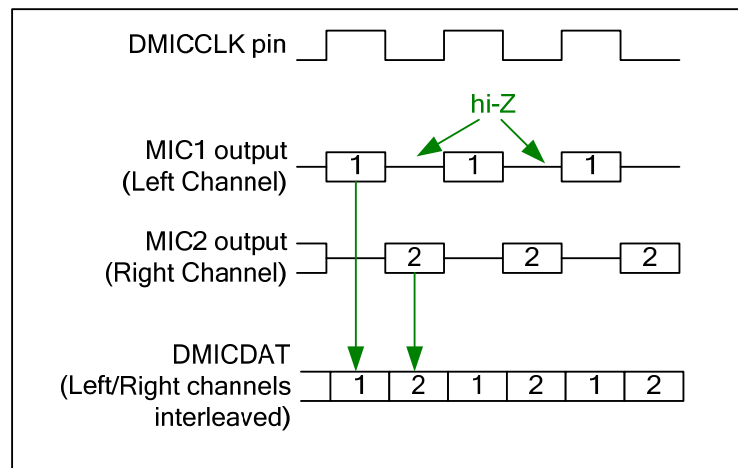 DMICCLK pin
hi-Z
MIC1 output
(Left Channel)
1 1 1
MIC2 output
(Right Channel)
2 2 2
DMICDAT
(Left/Right channels
interleaved)
1 2 1 2 1 2